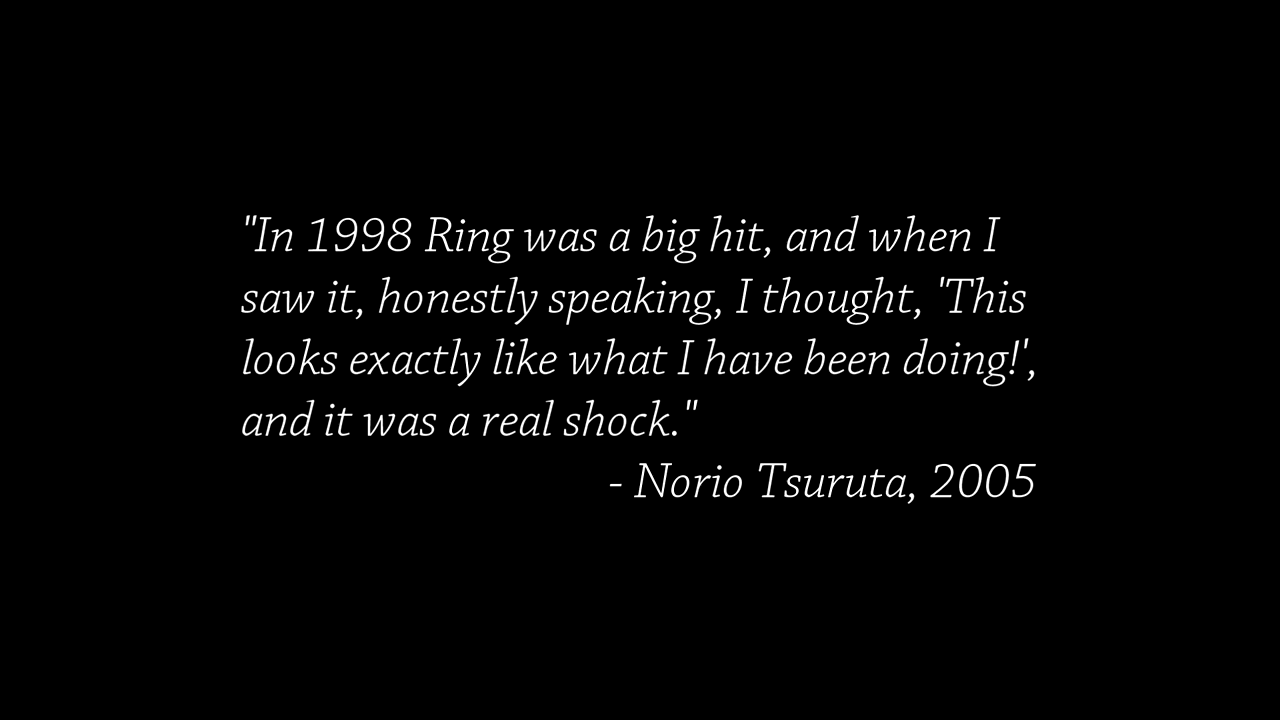 "In 1998 Ring was a big hit, and when I
saw it, honestly speaking, I thought, 'This
looks exactly like what I have been doing!',
and it was a real shock."
- Norio Tsuruta, 2005